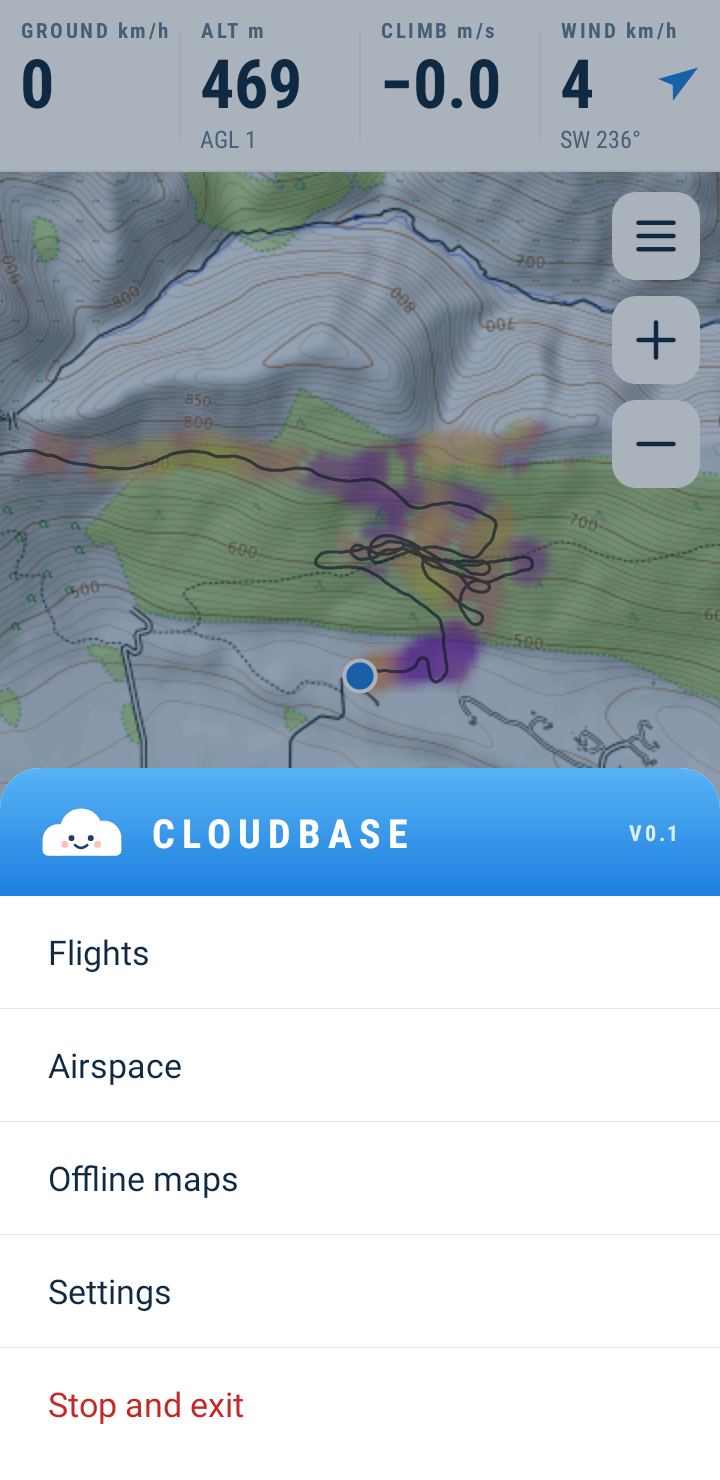 GROUND km/h
ALT m
CLIMB m/s
WIND km/h
0
469
−0.0
4
AGL 1
SW 236°
900
800
700
800
700
850
800
700
700
600
500
500
CLOUDBASE
V0.1
Flights
Airspace
Offline maps
Settings
Stop and exit